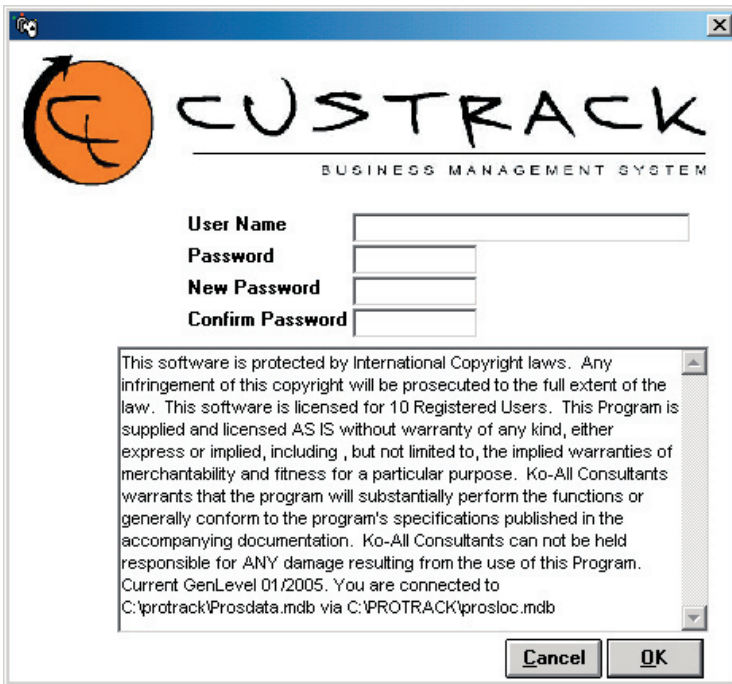 CUSTRACK
BUSINESS MANAGEMENT SYSTEM
User Name
Password
New Password
Confirm Password
This software is protected by International Copyright laws. Any
infringement of this copyright will be prosecuted to the full extent of the
law. This software is licensed for 10 Registered Users. This Program is
supplied and licensed AS IS without warranty of any kind, either
express or implied, including , but not limited to, the implied warranties of
merchantability and fitness for a particular purpose. Ko-All Consultants
warrants that the program will substantially perform the functions or
generally conform to the program's specifications published in the
accompanying documentation. Ko-All Consultants can not be held
responsible for ANY damage resulting from the use of this Program.
Current GenLevel 01/2005. You are connected to
C:\protrack\Prosdata.mdb via C:\PROTRACK\prosloc.mdb
Cancel OK